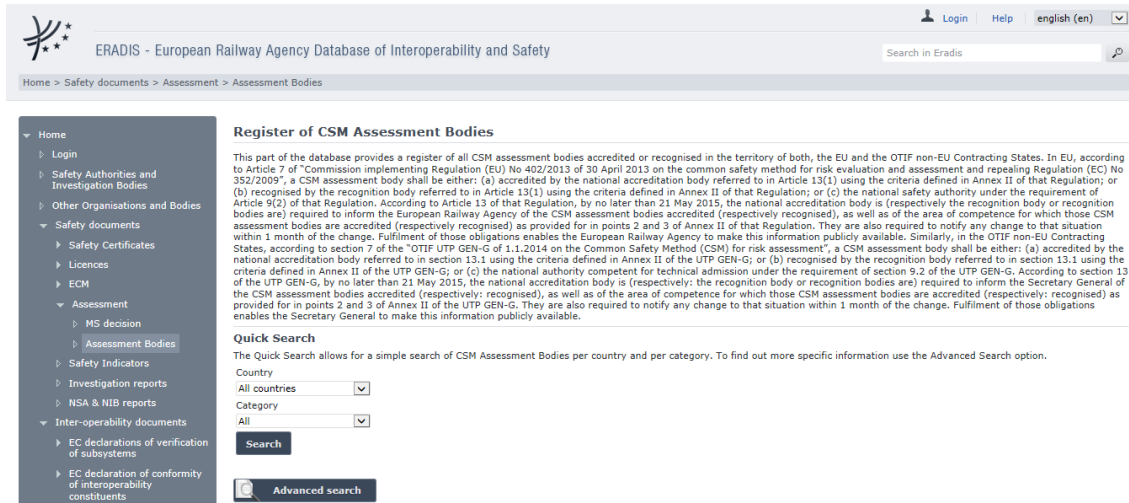 Login Help english (en)
ERADIS - European Railway Agency Database of Interoperability and Safety
Search in Eradis
Home > Safety documents > Assessment > Assessment Bodies
Home
Login
Safety Authorities and
Investigation Bodies
Other Organisations and Bodies
Safety documents
Safety Certificates
Licences
ECM
Assessment
MS decision
Assessment Bodies
Safety Indicators
Investigation reports
NSA & NIB reports
Inter-operability documents
EC declarations of verification
of subsystems
EC declaration of conformity
of interoperability
constituents
Register of CSM Assessment Bodies
This part of the database provides a register of all CSM assessment bodies accredited or recognised in the territory of both, the EU and the OTIF non-EU Contracting States. In EU, according
to Article 7 of "Commission implementing Regulation (EU) No 402/2013 of 30 April 2013 on the common safety method for risk evaluation and assessment and repealing Regulation (EC) No
352/2009", a CSM assessment body shall be either: (a) accredited by the national accreditation body referred to in Article 13(1) using the criteria defined in Annex II of that Regulation; or
(b) recognised by the recognition body referred to in Article 13(1) using the criteria defined in Annex II of that Regulation; or (c) the national safety authority under the requirement of
Article 9(2) of that Regulation. According to Article 13 of that Regulation, by no later than 21 May 2015, the national accreditation body is (respectively the recognition body or recognition
bodies are) required to inform the European Railway Agency of the CSM assessment bodies accredited (respectively recognised), as well as of the area of competence for which those CSM
assessment bodies are accredited (respectively recognised) as provided for in points 2 and 3 of Annex II of that Regulation. They are also required to notify any change to that situation
within 1 month of the change. Fulfilment of those obligations enables the European Railway Agency to make this information publicly available. Similarly, in the OTIF non-EU Contracting
States, according to section 7 of the "OTIF UTP GEN-G of 1.1.2014 on the Common Safety Method (CSM) for risk assessment", a CSM assessment body shall be either: (a) accredited by the
national accreditation body referred to in section 13.1 using the criteria defined in Annex II of the UTP GEN-G; or (b) recognised by the recognition body referred to in section 13.1 using the
criteria defined in Annex II of the UTP GEN-G; or (c) the national authority competent for technical admission under the requirement of section 9.2 of the UTP GEN-G. According to section 13
of the UTP GEN-G, by no later than 21 May 2015, the national accreditation body is (respectively: the recognition body or recognition bodies are) required to inform the Secretary General of
the CSM assessment bodies accredited (respectively: recognised), as well as of the area of competence for which those CSM assessment bodies are accredited (respectively: recognised) as
provided for in points 2 and 3 of Annex II of the UTP GEN-G. They are also required to notify any change to that situation within 1 month of the change. Fulfilment of those obligations
enables the Secretary General to make this information publicly available.
Quick Search
The Quick Search allows for a simple search of CSM Assessment Bodies per country and per category. To find out more specific information use the Advanced Search option.
Country
All countries
Category
All
Search
Advanced search